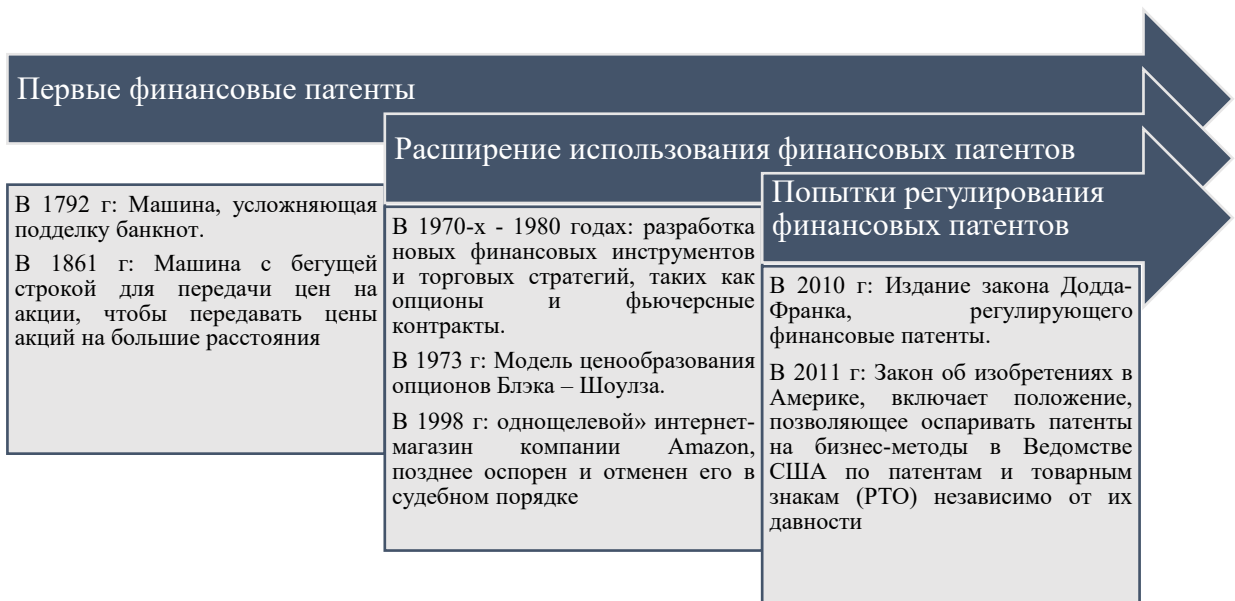 Первые финансовые патенты
В 1792 г: Машина, усложняющая
подделку банкнот.
В 1861 г: Машина с бегущей
строкой для передачи цен на
акции, чтобы передавать цены
акций на большие расстояния
Расширение использования финансовых патентов
В 1970-х - 1980 годах: разработка
новых финансовых инструментов
и торговых стратегий, таких как
опционы и фьючерсные
контракты.
В 1973 г: Модель ценообразования
опционов Блэка – Шоулза.
В 1998 г: однощелевой» интернет-
магазин компании Amazon,
позднее оспорен и отменен его в
судебном порядке
Попытки регулирования
финансовых патентов
В 2010 г: Издание закона Додда-
Франка, регулирующего
финансовые патенты.
В 2011 г: Закон об изобретениях в
Америке, включает положение,
позволяющее оспаривать патенты
на бизнес-методы в Ведомстве
США по патентам и товарным
знакам (PTO) независимо от их
давности